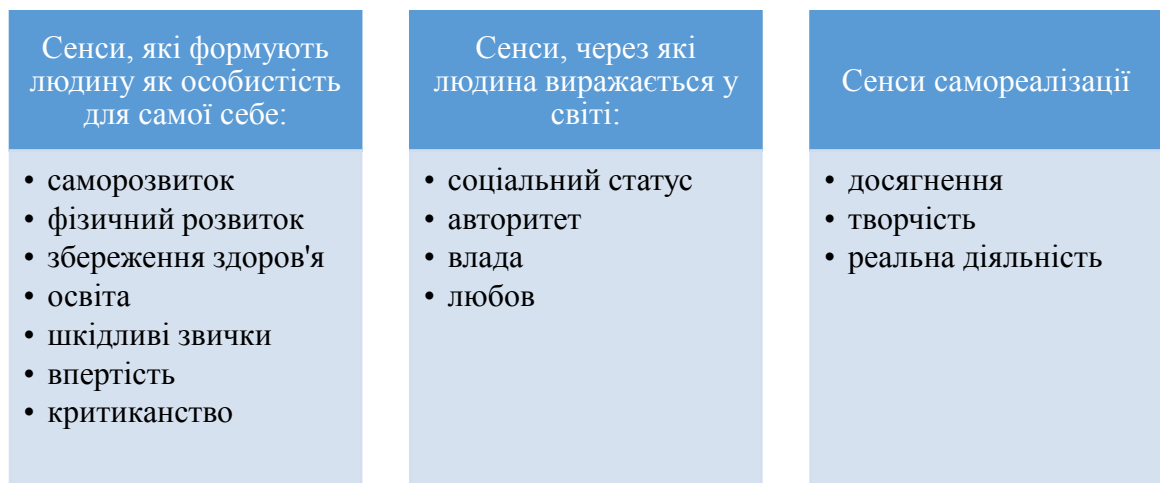 Сенси, які формують
людину як особистість
для самої себе:
• саморозвиток
• фізичний розвиток
• збереження здоров'я
• освіта
• шкідливі звички
• впертість
• критиканство
Сенси, через які
людина виражається у
світі:
• соціальний статус
• авторитет
• влада
• любов
Сенси самореалізації
• досягнення
• творчість
• реальна діяльність